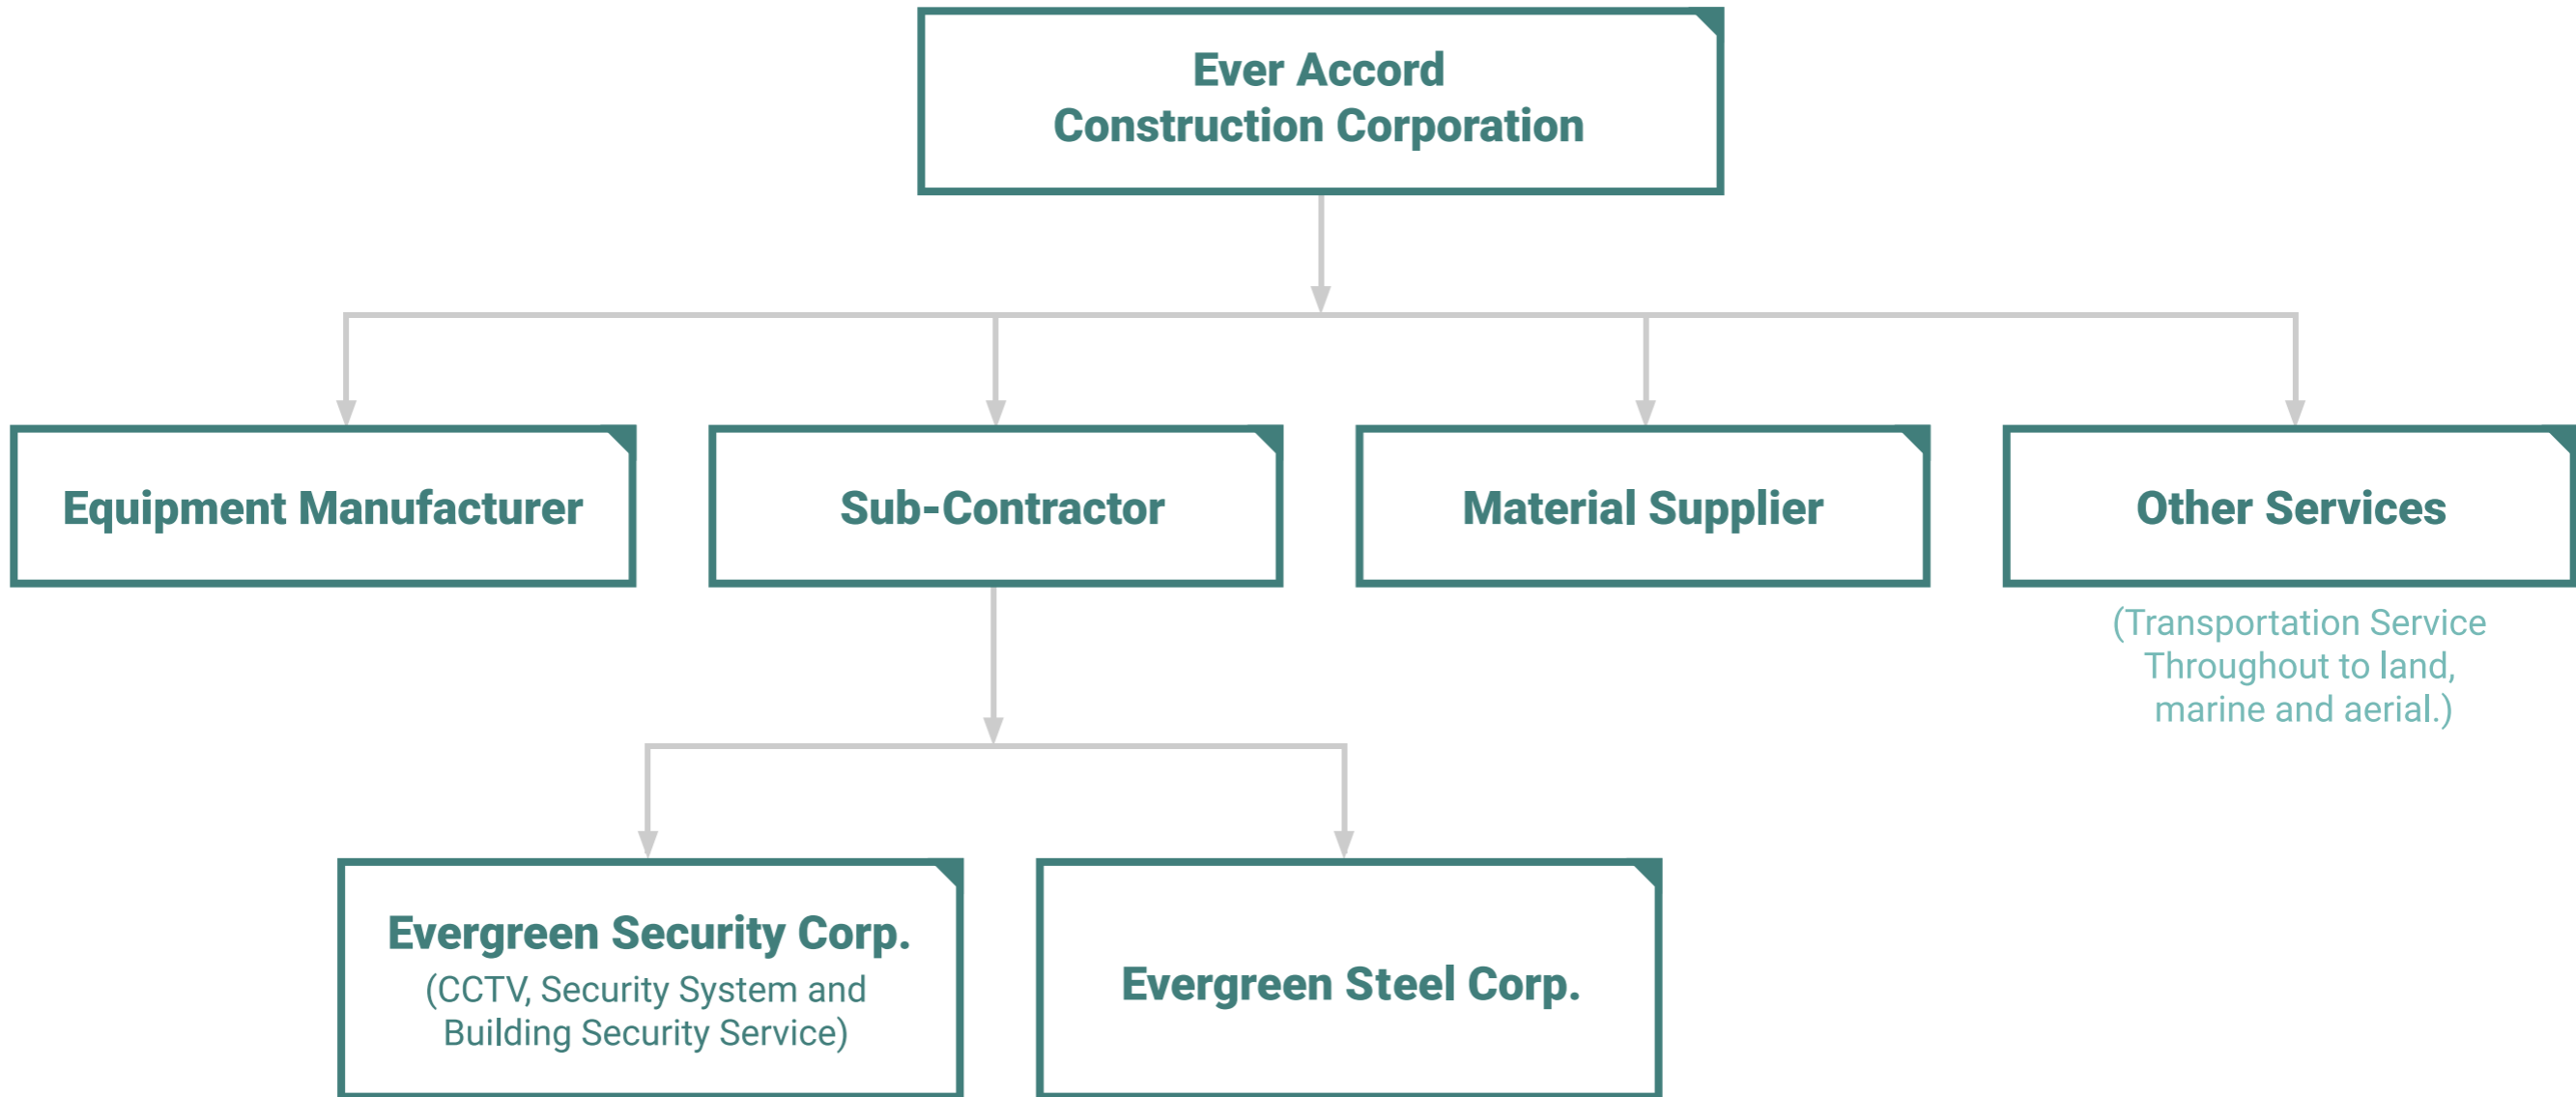 Ever Accord
Construction Corporation
Equipment Manufacturer
Sub-Contractor
Material Supplier
Other Services
(Transportation Service
Throughout to land,
marine and aerial.)
Evergreen Security Corp.
(CCTV, Security System and
Building Security Service)
Evergreen Steel Corp.